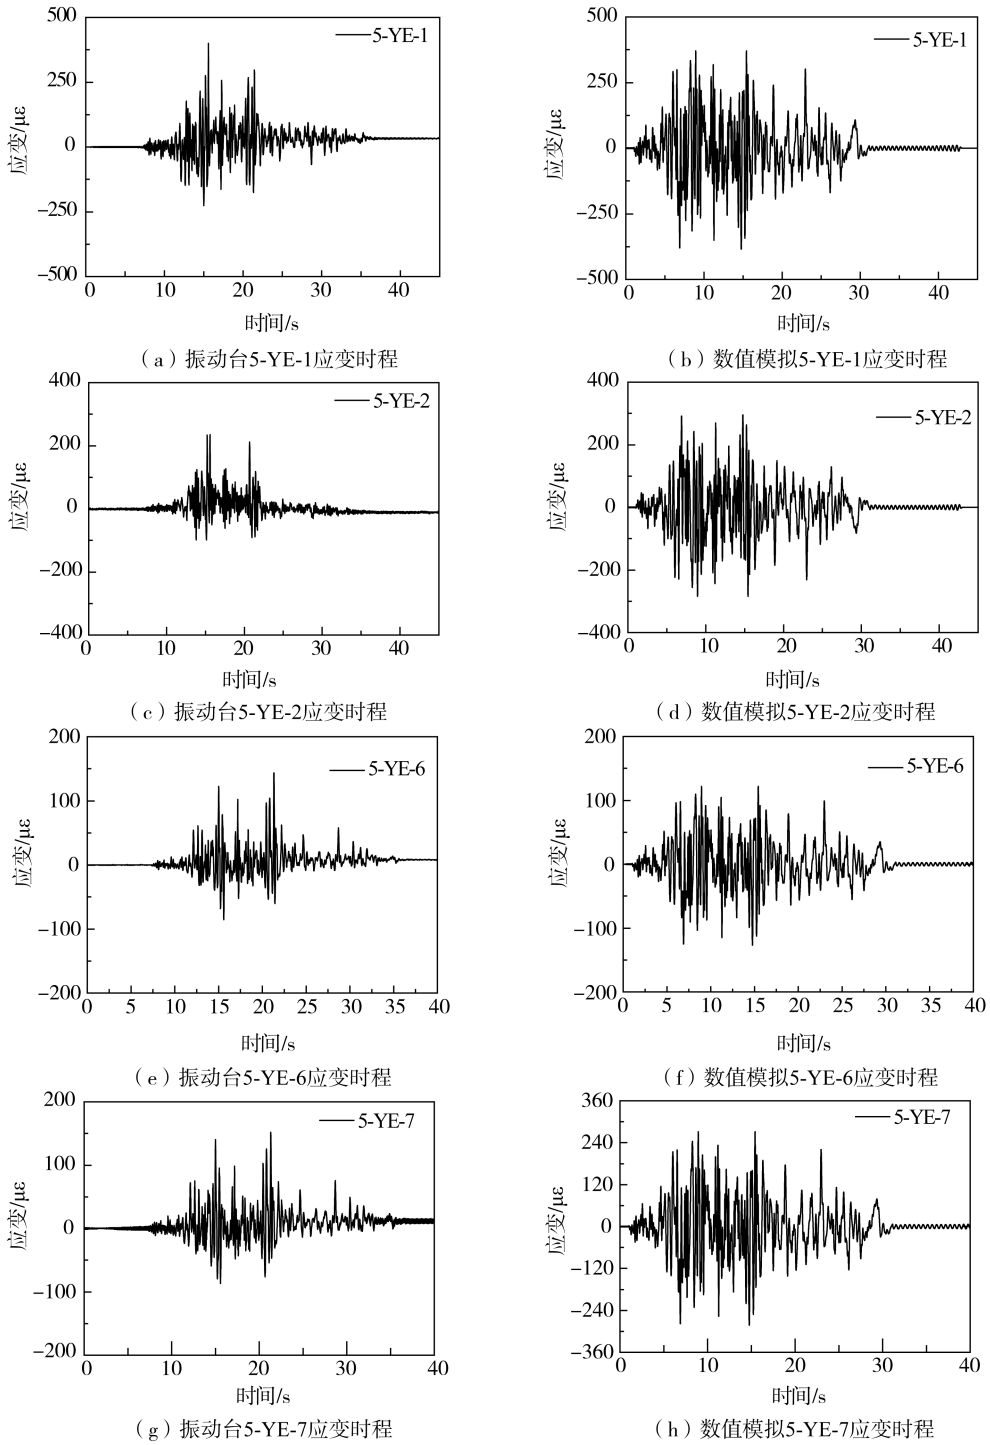 500
250
0
−250
−500
应变/με
5-YE-1
0 10 20 30 40
时间/s
（a）振动台5-YE-1应变时程
500
250
0
−250
−500
应变/με
5-YE-1
0 10 20 30 40
时间/s
（b）数值模拟5-YE-1应变时程
400
200
0
−200
−400
应变/με
5-YE-2
0 10 20 30 40
时间/s
（c）振动台5-YE-2应变时程
400
200
0
−200
−400
应变/με
5-YE-2
0 10 20 30 40
时间/s
（d）数值模拟5-YE-2应变时程
200
100
0
−100
−200
应变/με
5-YE-6
0 5 10 15 20 25 30 35 40
时间/s
（e）振动台5-YE-6应变时程
200
100
0
−100
−200
应变/με
5-YE-6
0 5 10 15 20 25 30 35 40
时间/s
（f）数值模拟5-YE-6应变时程
200
100
0
−100
−200
应变/με
5-YE-7
0 10 20 30 40
时间/s
（g）振动台5-YE-7应变时程
360
240
120
0
−120
−240
−360
应变/με
5-YE-7
0 10 20 30 40
时间/s
（h）数值模拟5-YE-7应变时程